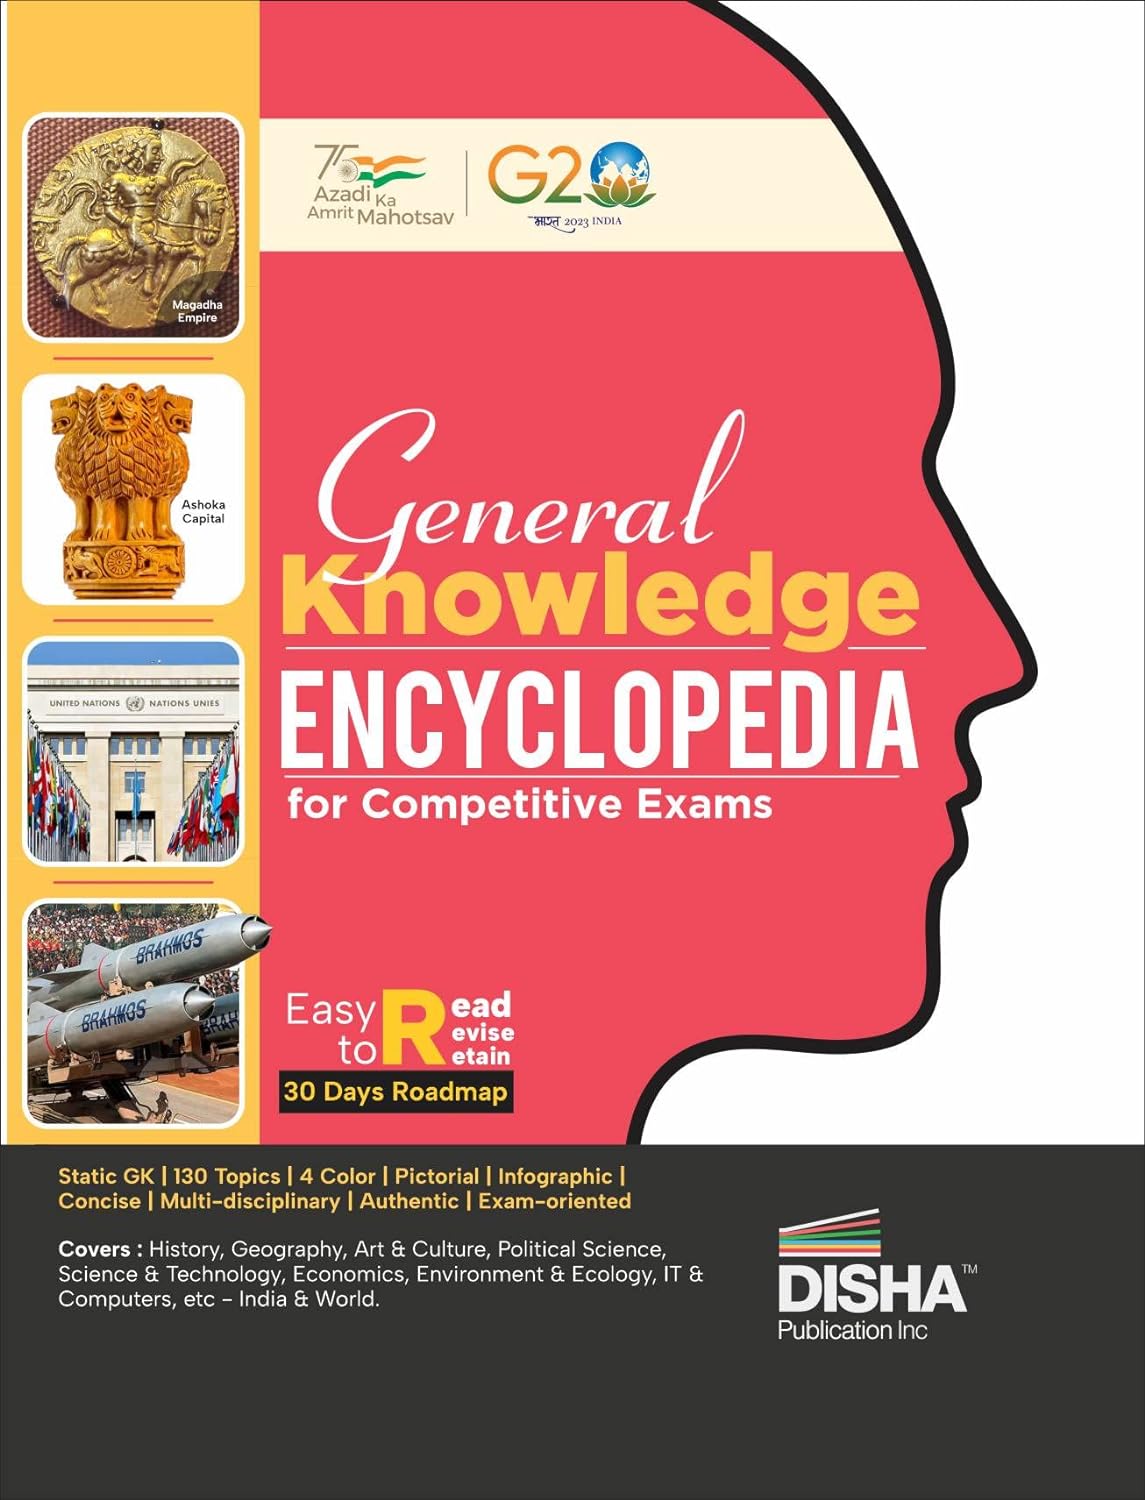 75
Azadi Ka
Amrit Mahotsav
G20
भारत 2023 INDIA
Magadha
Empire
Ashoka
Capital
UNITED NATIONS NATIONS UNIES
BRAHMOS
BRAHMOS
BRAH
General
Knowledge
ENCYCLOPEDIA
for Competitive Exams
Easy to Read
Revise
Retain
30 Days Roadmap
Static GK | 130 Topics | 4 Color | Pictorial | Infographic |
Concise | Multi-disciplinary | Authentic | Exam-oriented
Covers : History, Geography, Art & Culture, Political Science,
Science & Technology, Economics, Environment & Ecology, IT &
Computers, etc - India & World.
DISHA™
Publication Inc